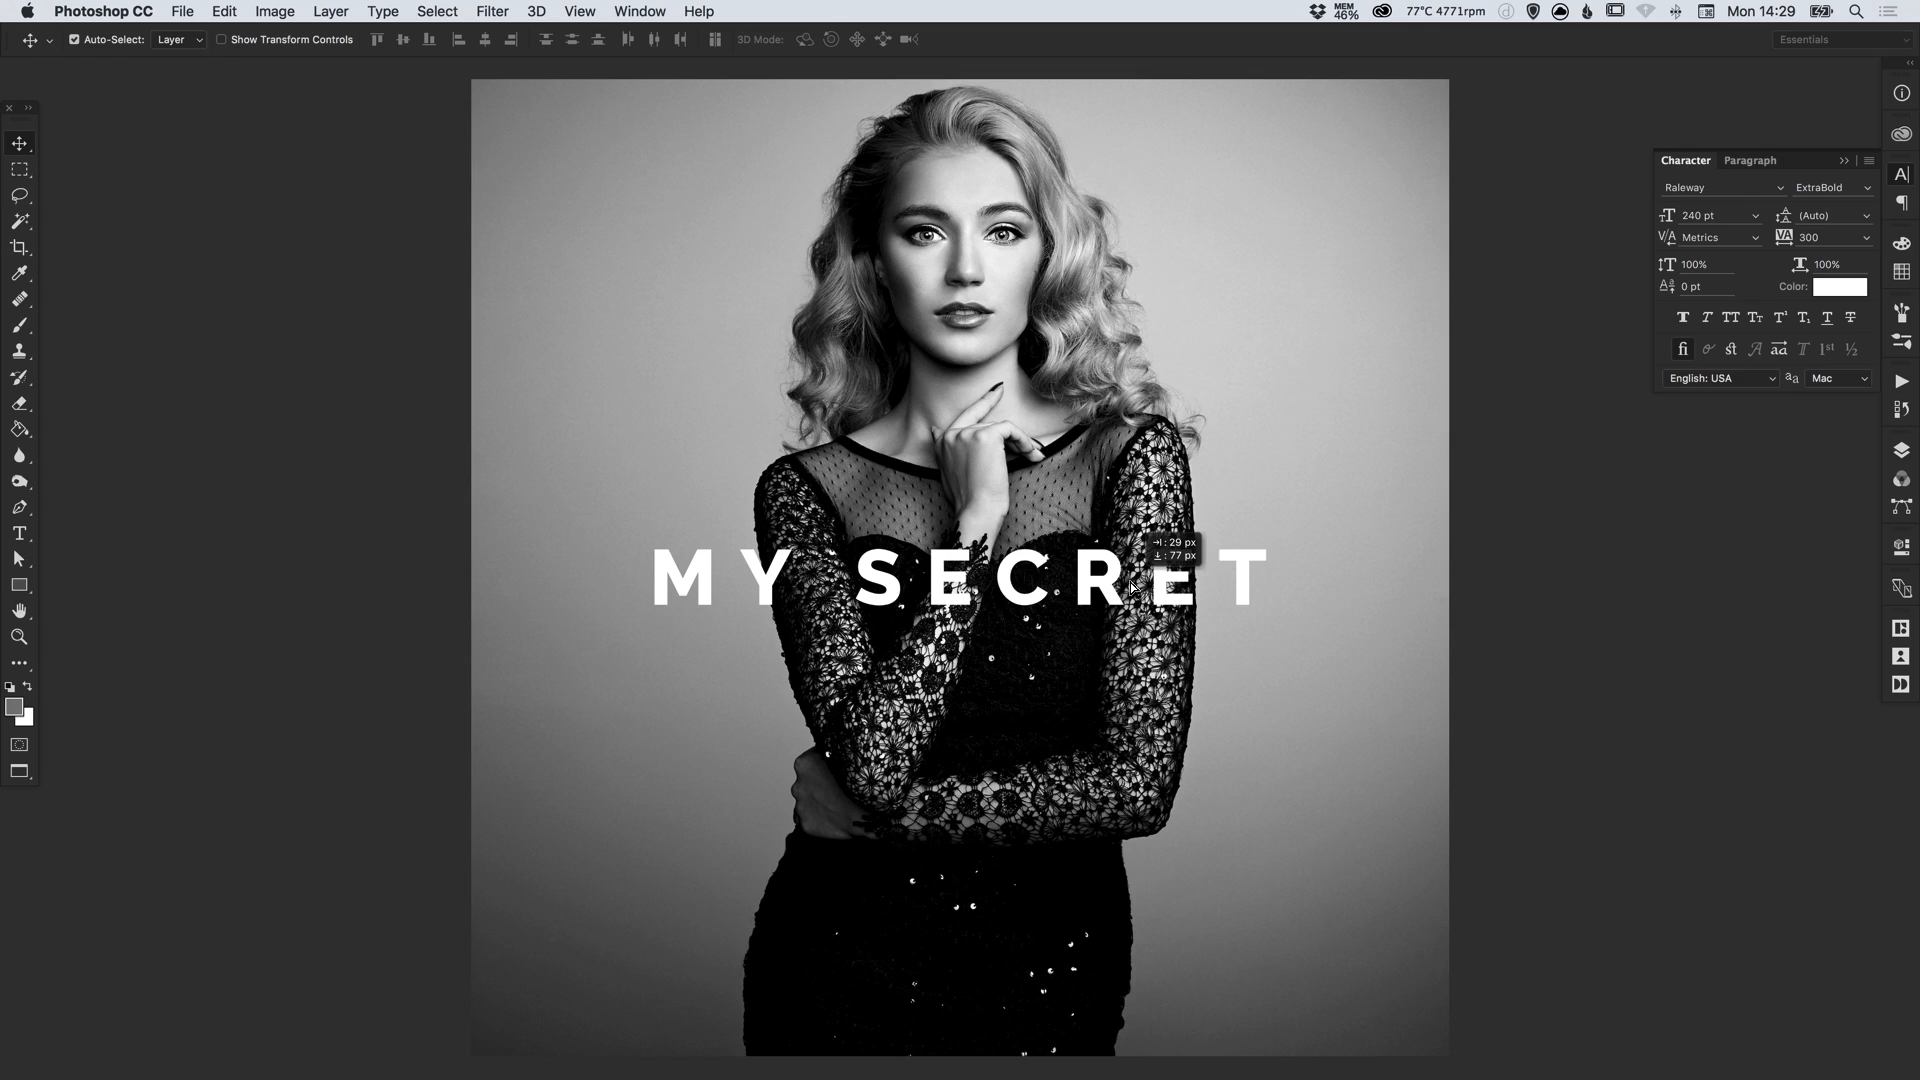 Photoshop CC File Edit Image Layer Type Select Filter 3D View Window Help MEM 46% 77°C 4771rpm Mon 14:29
Auto-Select: Layer Show Transform Controls 3D Mode: Essentials
Character Paragraph
Raleway ExtraBold
240 pt (Auto)
Metrics 300
100% 100%
0 pt Color:
English: USA Mac
: 29 px
: 77 px
MY SECRET